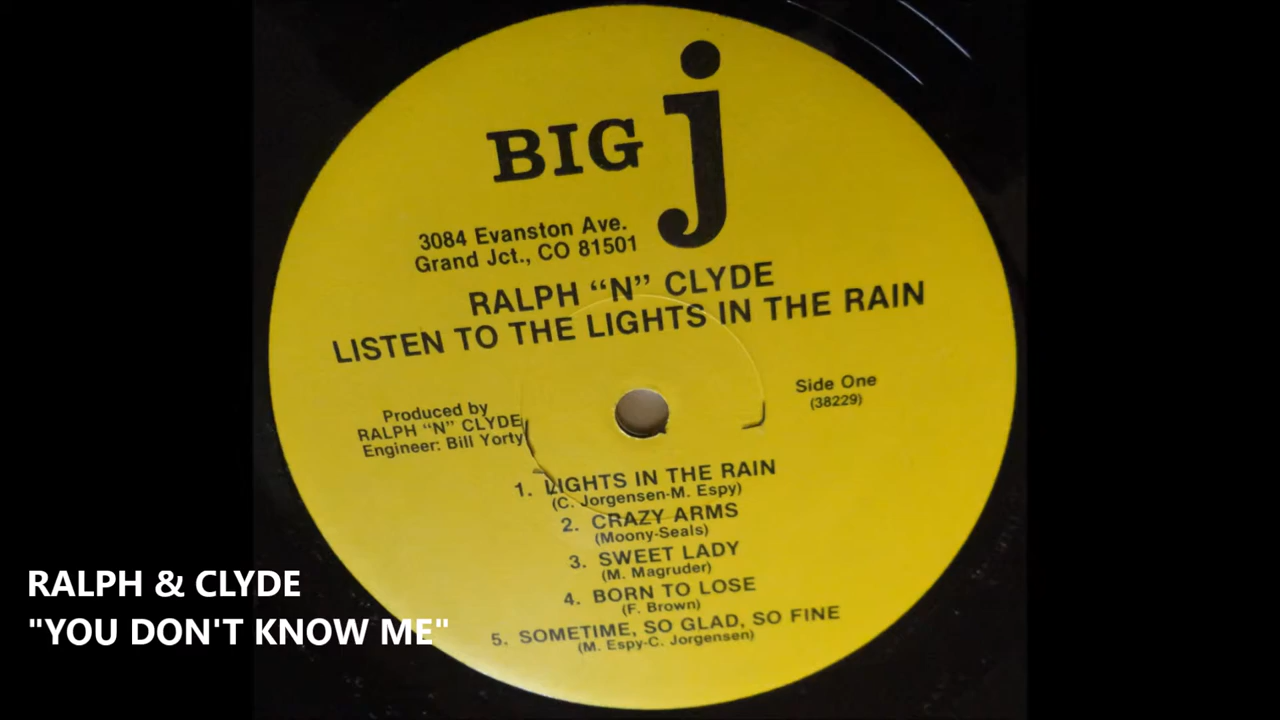 BIG j
3084 Evanston Ave.
Grand Jct., CO 81501
RALPH “N” CLYDE
LISTEN TO THE LIGHTS IN THE RAIN
Side One
(38229)
Produced by
RALPH “N” CLYDE
Engineer: Bill Yorty
1. LIGHTS IN THE RAIN
(C. Jorgensen-M. Espy)
2. CRAZY ARMS
(Moony-Seals)
3. SWEET LADY
(M. Magruder)
4. BORN TO LOSE
(F. Brown)
5. SOMETIME, SO GLAD, SO FINE
(M. Espy-C. Jorgensen)
RALPH & CLYDE
"YOU DON'T KNOW ME"